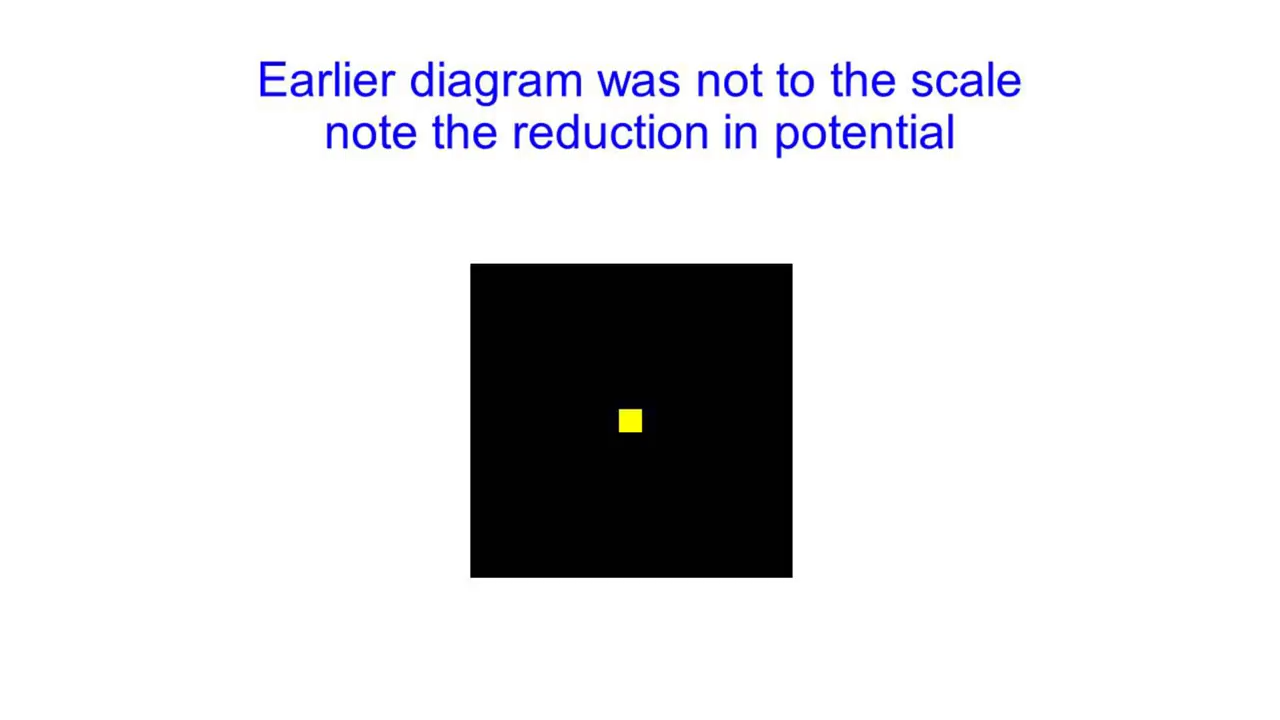 Earlier diagram was not to the scale
note the reduction in potential